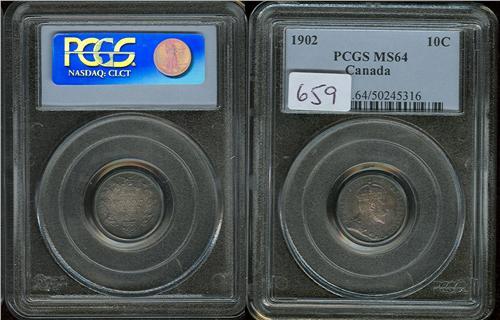 PCGS
NASDAQ: CLCT
1902 10C
PCGS MS64
Canada
659
.64/50245316